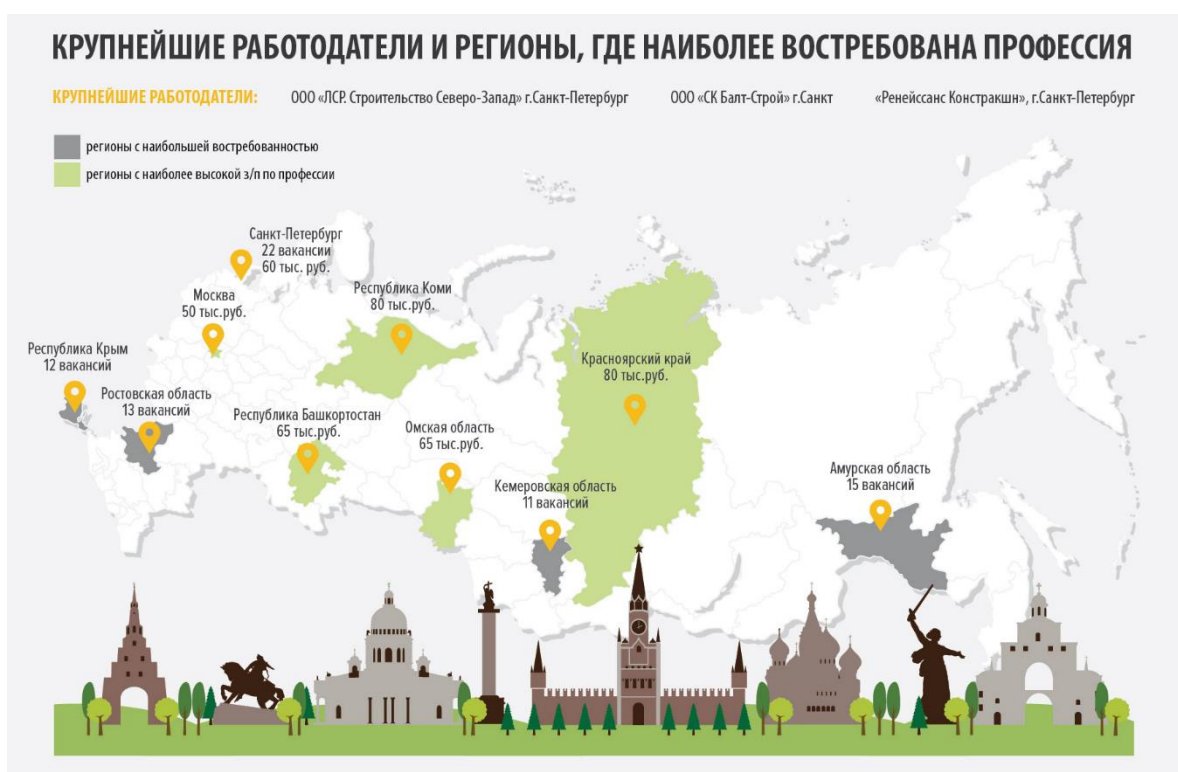 КРУПНЕЙШИЕ РАБОТОДАТЕЛИ И РЕГИОНЫ, ГДЕ НАИБОЛЕЕ ВОСТРЕБОВАНА ПРОФЕССИЯ
КРУПНЕЙШИЕ РАБОТОДАТЕЛИ: ООО «ЛСР. Строительство Северо-Запад» г.Санкт-Петербург ООО «СК Балт-Строй» г.Санкт «Ренейссанс Констракшн», г.Санкт-Петербург
регионы с наибольшей востребованностью
регионы с наиболее высокой з/п по профессии
Санкт-Петербург
22 вакансии
60 тыс. руб.
Республика Коми
80 тыс.руб.
Москва
50 тыс.руб.
Республика Крым
12 вакансий
Ростовская область
13 вакансий
Республика Башкортостан
65 тыс.руб.
Омская область
65 тыс.руб.
Красноярский край
80 тыс.руб.
Кемеровская область
11 вакансий
Амурская область
15 вакансий